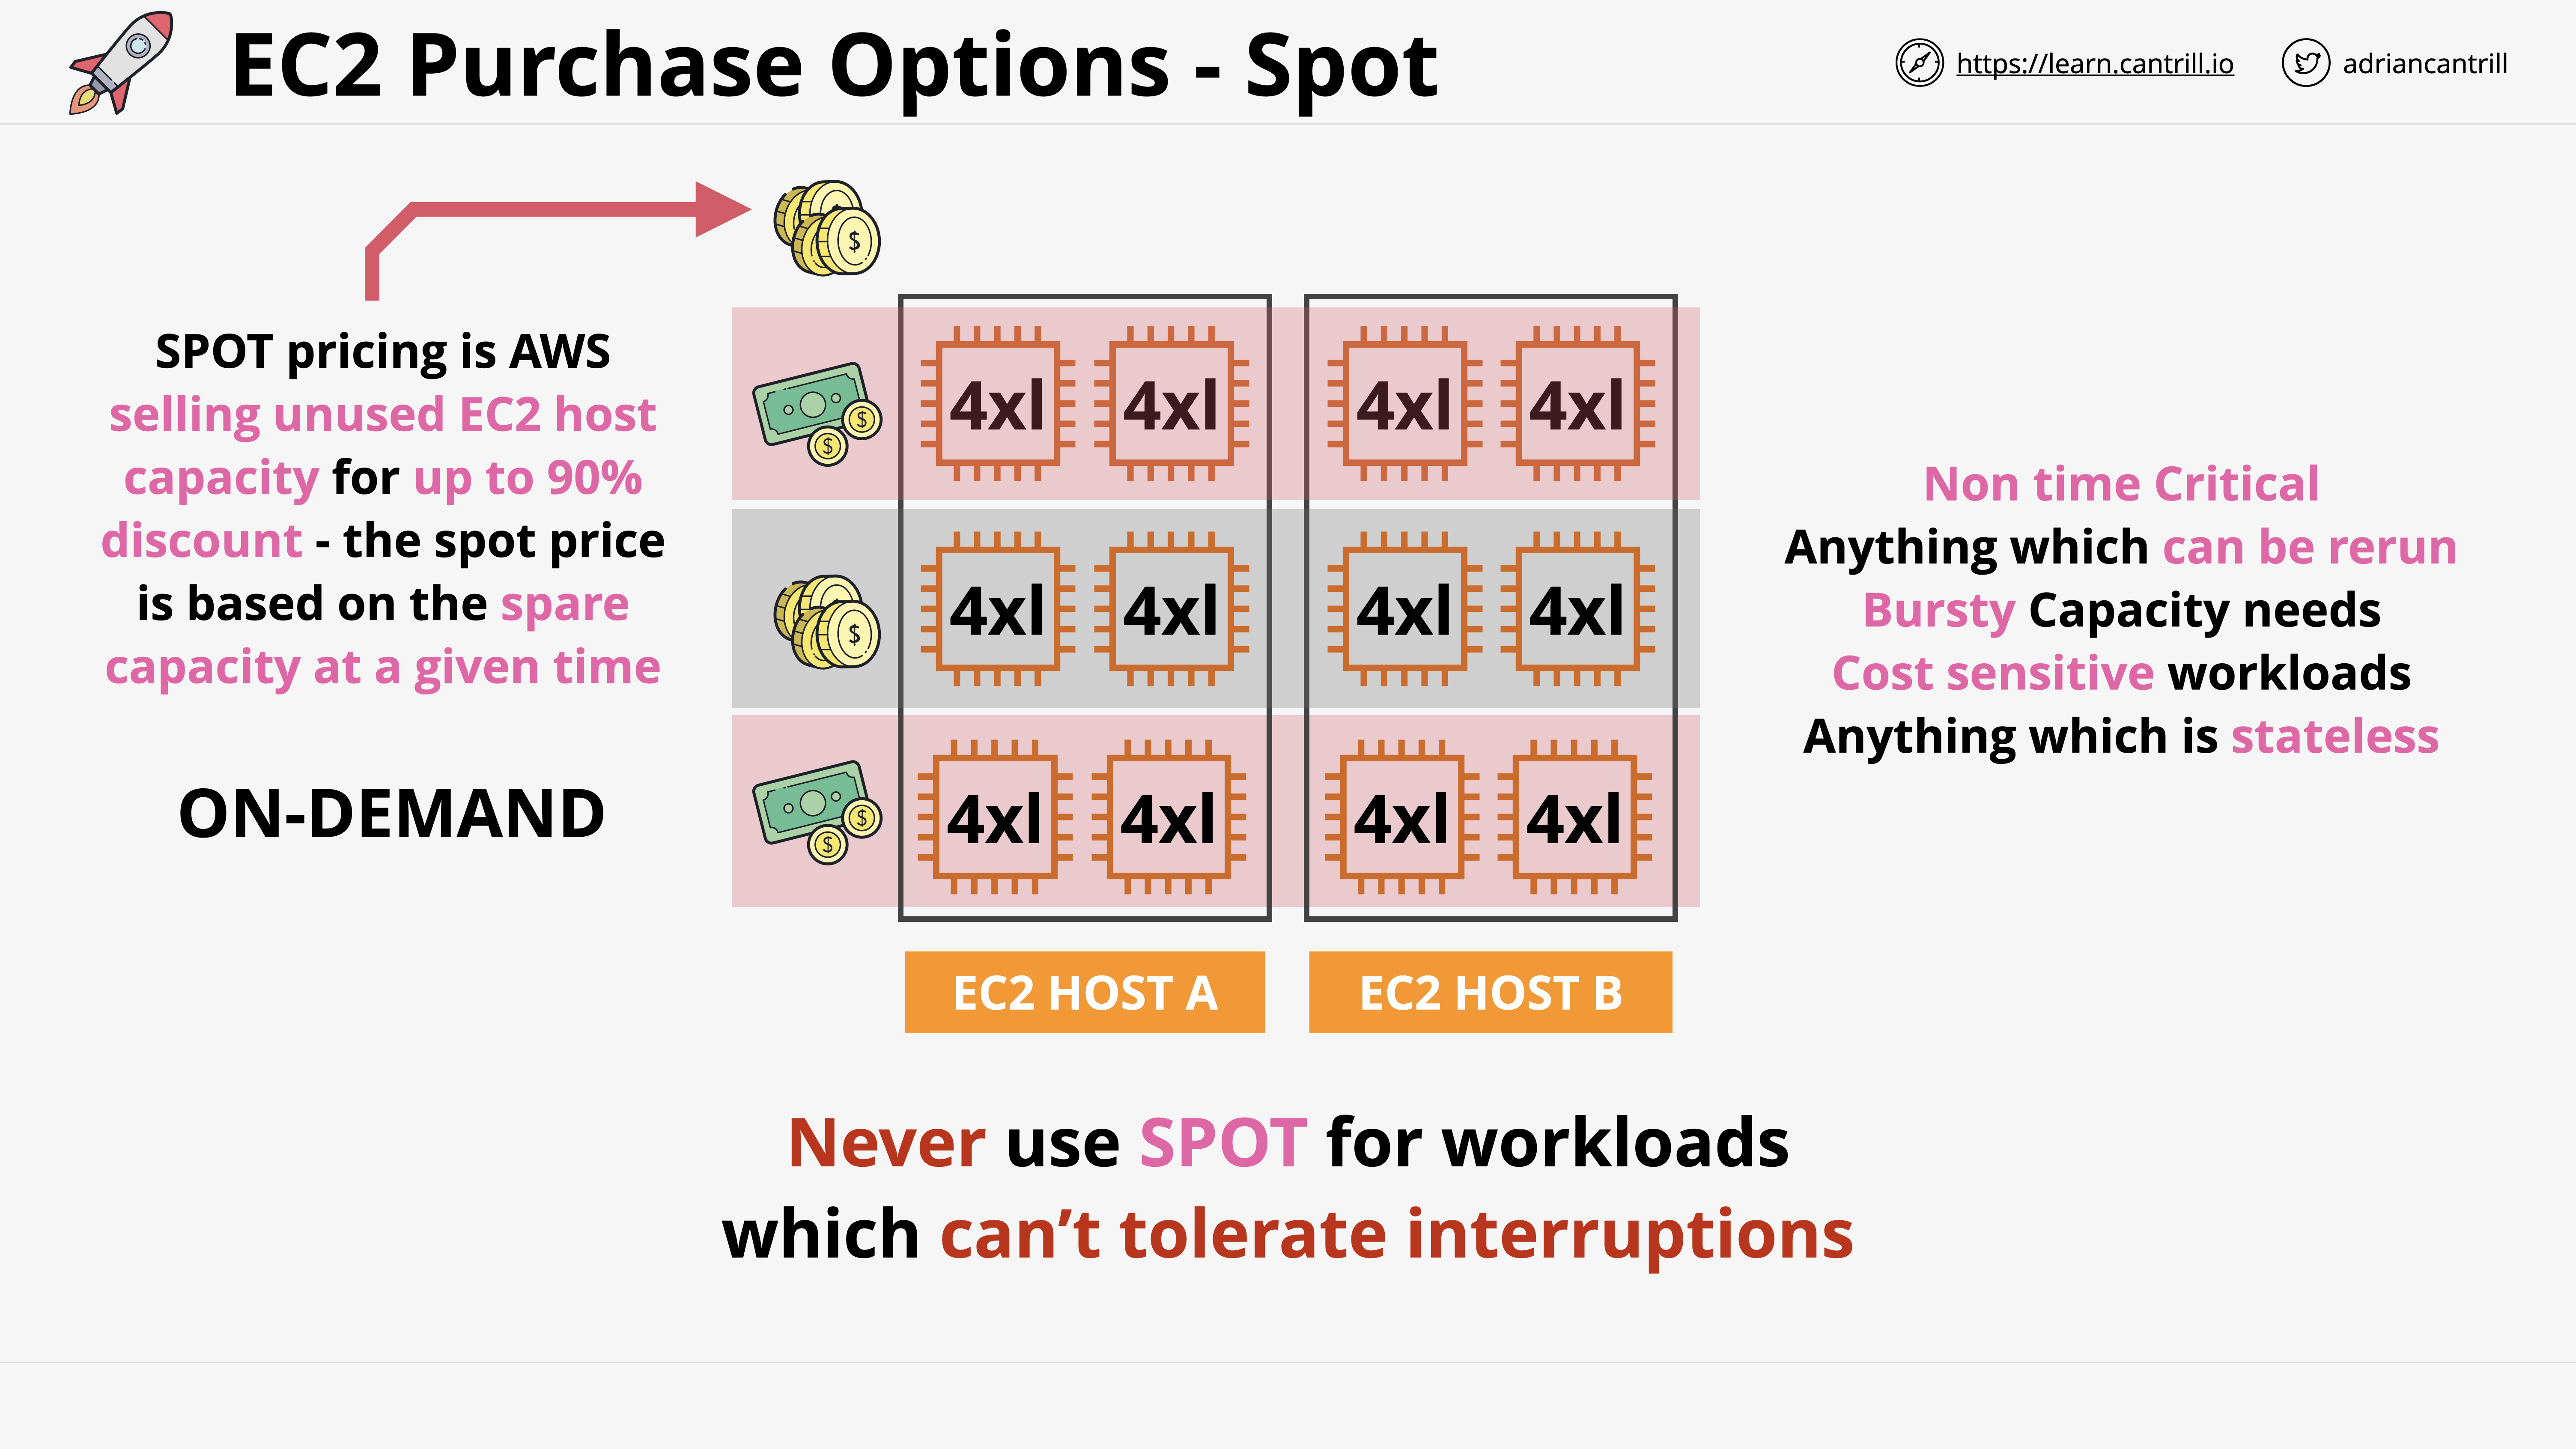 EC2 Purchase Options - Spot
https://learn.cantrill.io
adriancantrill
SPOT pricing is AWS
selling unused EC2 host
capacity for up to 90%
discount - the spot price
is based on the spare
capacity at a given time
ON-DEMAND
4xl 4xl 4xl 4xl
4xl 4xl 4xl 4xl
4xl 4xl 4xl 4xl
EC2 HOST A
EC2 HOST B
Non time Critical
Anything which can be rerun
Bursty Capacity needs
Cost sensitive workloads
Anything which is stateless
Never use SPOT for workloads
which can’t tolerate interruptions